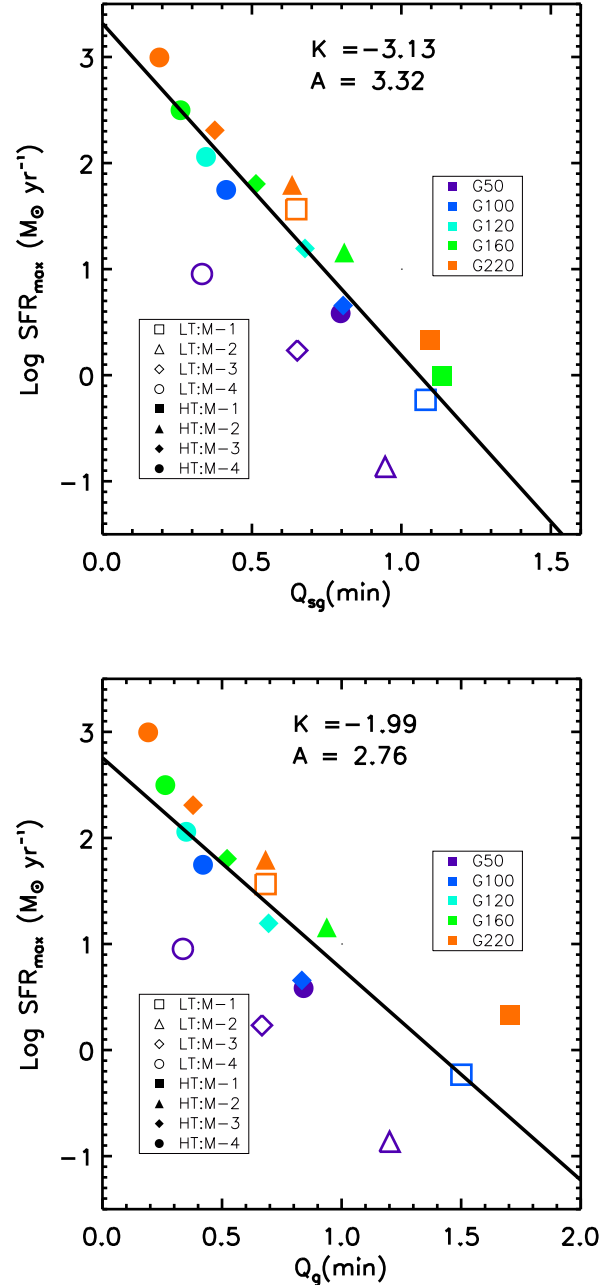 K =−3.13
A = 3.32
3
2
1
0
−1
Log SFRmax (M⊙ yr⁻¹)
G50
G100
G120
G160
G220
LT:M−1
LT:M−2
LT:M−3
LT:M−4
HT:M−1
HT:M−2
HT:M−3
HT:M−4
0.0 0.5 1.0 1.5
Qsg(min)
K =−1.99
A = 2.76
3
2
1
0
−1
Log SFRmax (M⊙ yr⁻¹)
G50
G100
G120
G160
G220
LT:M−1
LT:M−2
LT:M−3
LT:M−4
HT:M−1
HT:M−2
HT:M−3
HT:M−4
0.0 0.5 1.0 1.5 2.0
Qg(min)